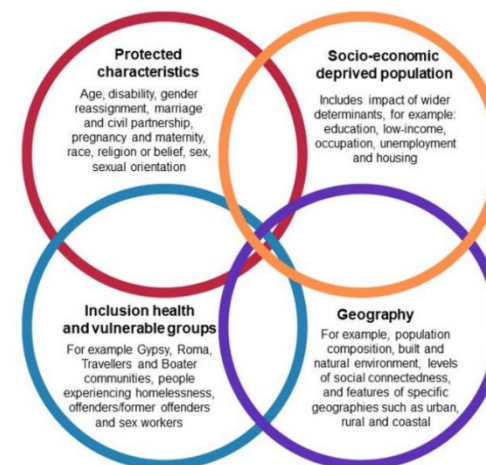 Protected
characteristics
Age, disability, gender
reassignment, marriage
and civil partnership,
pregnancy and maternity,
race, religion or belief, sex,
sexual orientation
Socio-economic
deprived population
Includes impact of wider
determinants, for example:
education, low-income,
occupation, unemployment
and housing
Inclusion health
and vulnerable groups
For example Gypsy, Roma,
Travellers and Boater
communities, people
experiencing homelessness,
offenders/former offenders
and sex workers
Geography
For example, population
composition, built and
natural environment, levels
of social connectedness,
and features of specific
geographies such as urban,
rural and coastal